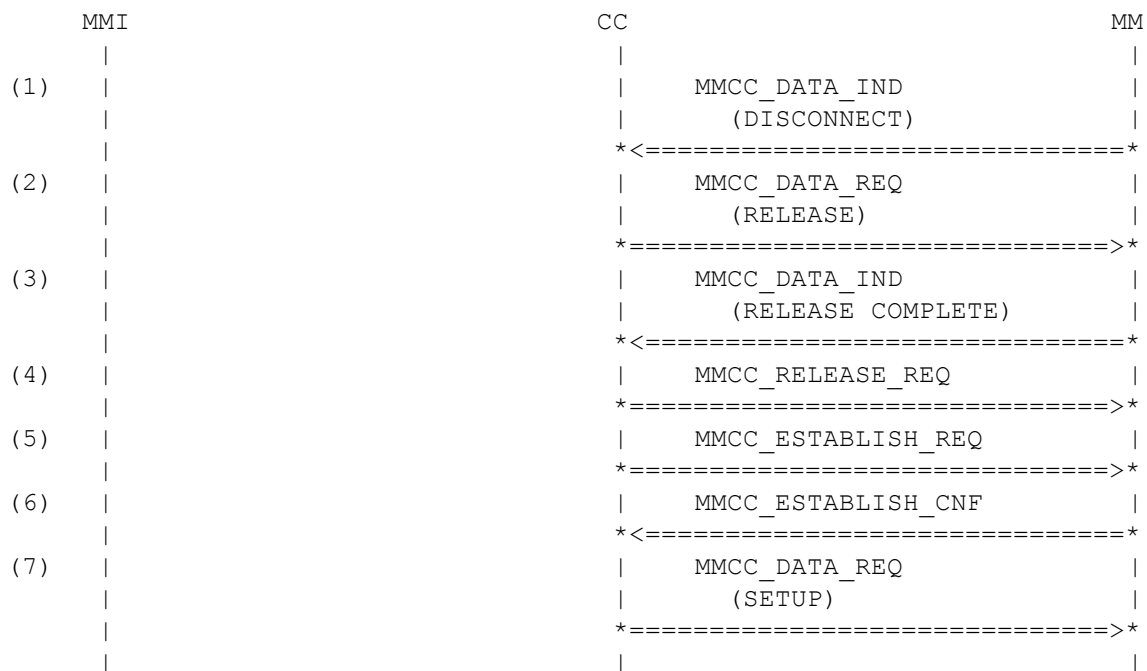 MMI CC MM
| | |
(1) | | MMCC_DATA_IND |
| | (DISCONNECT) |
| *<==============================*
(2) | | MMCC_DATA_REQ |
| | (RELEASE) |
| *==============================>*
(3) | | MMCC_DATA_IND |
| | (RELEASE COMPLETE) |
| *<==============================*
(4) | | MMCC_RELEASE_REQ |
| *==============================>*
(5) | | MMCC_ESTABLISH_REQ |
| *==============================>*
(6) | | MMCC_ESTABLISH_CNF |
| *<==============================*
(7) | | MMCC_DATA_REQ |
| | (SETUP) |
| *==============================>*
| | |